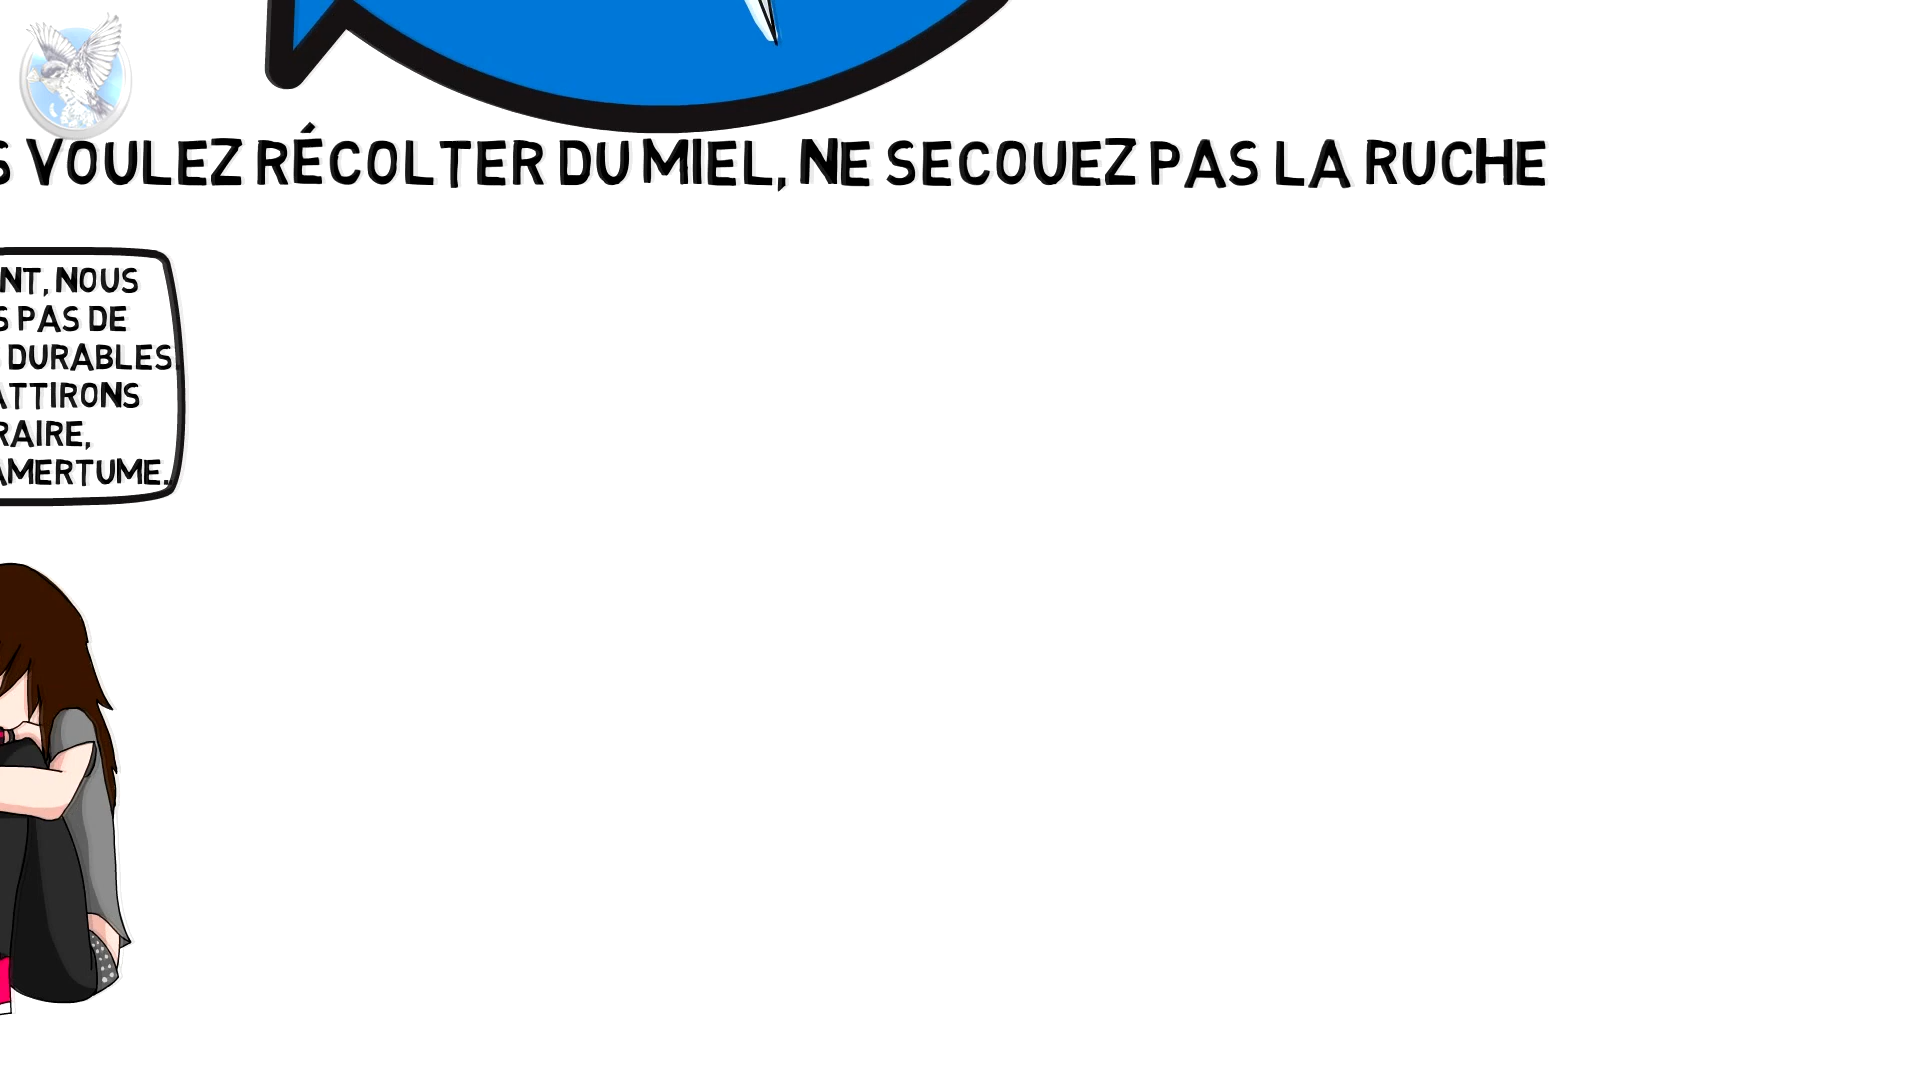 S VOULEZ RÉCOLTER DU MIEL, NE SECOUEZ PAS LA RUCHE
NT, NOUS
S PAS DE
S DURABLES.
ATTIRONS
RAIRE,
AMERTUME.